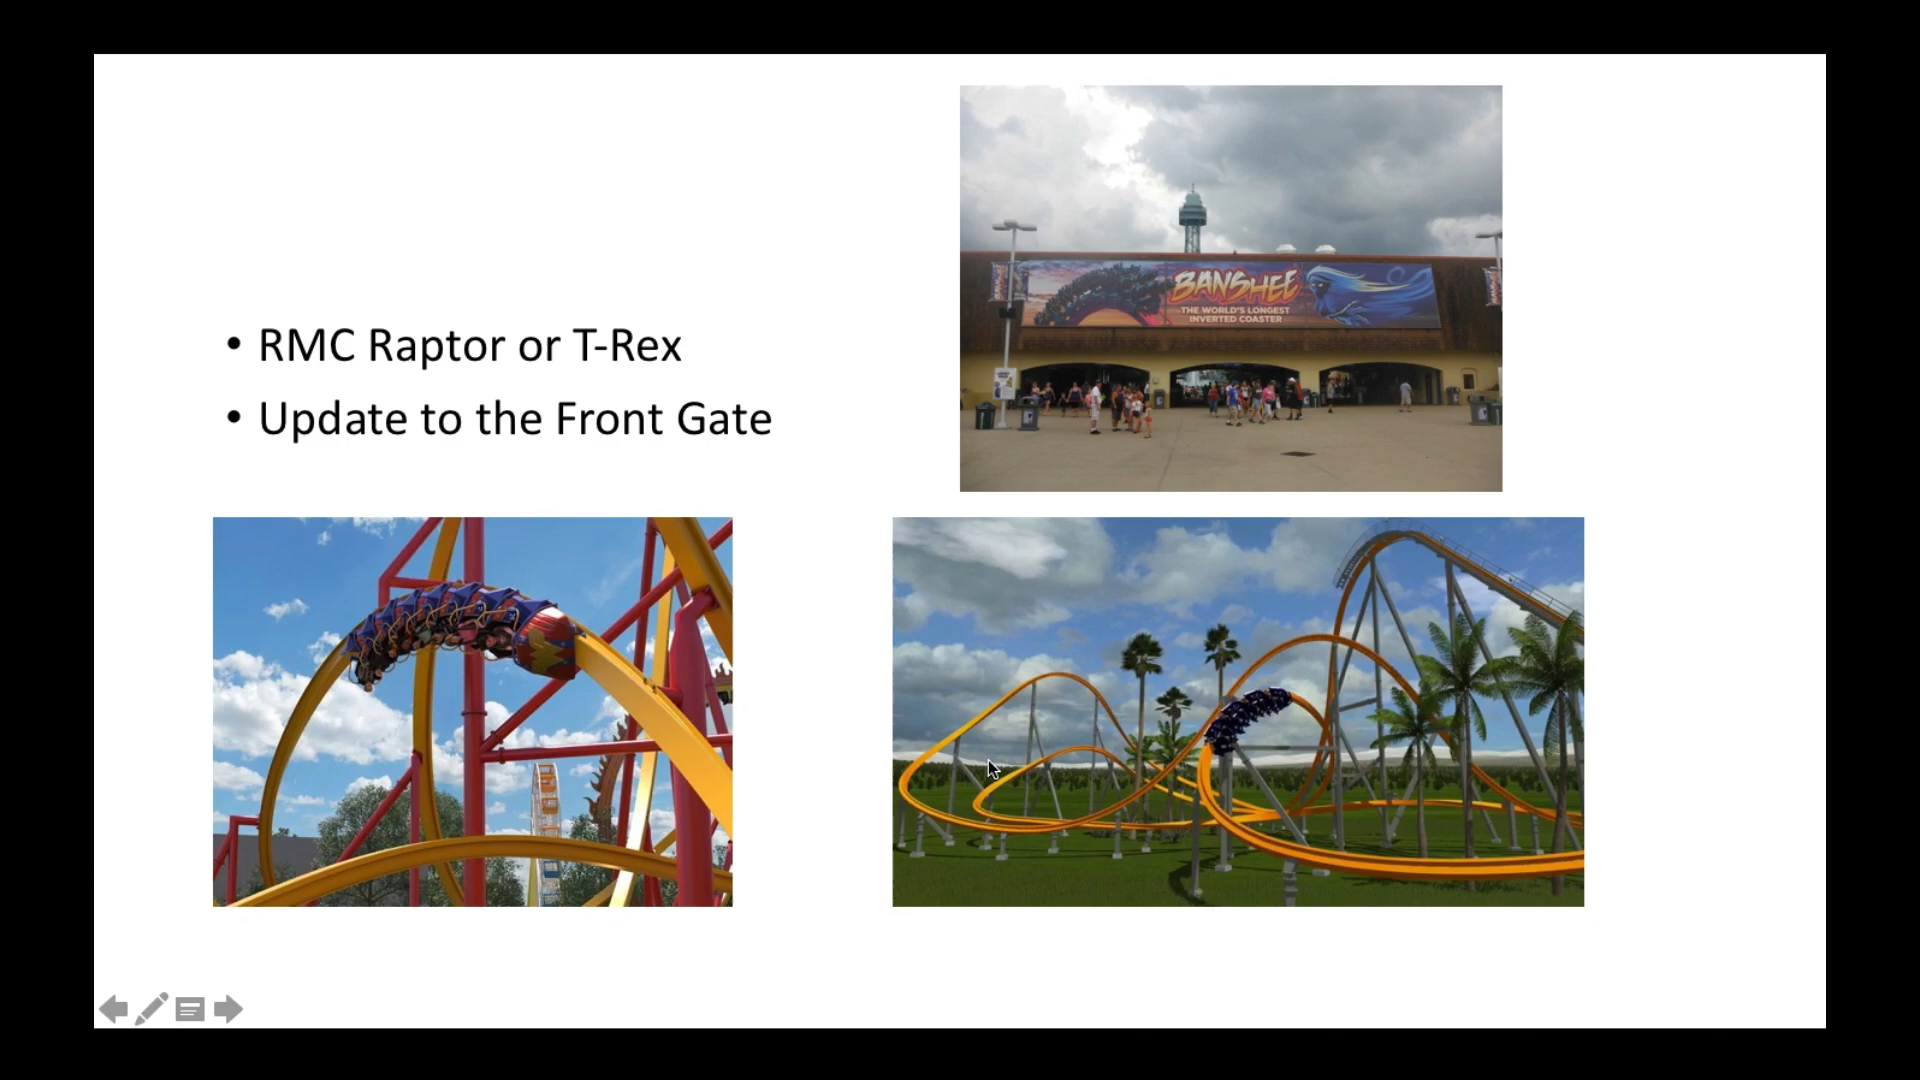 • RMC Raptor or T-Rex
• Update to the Front Gate
BANSHEE
THE WORLD'S LONGEST
INVERTED COASTER